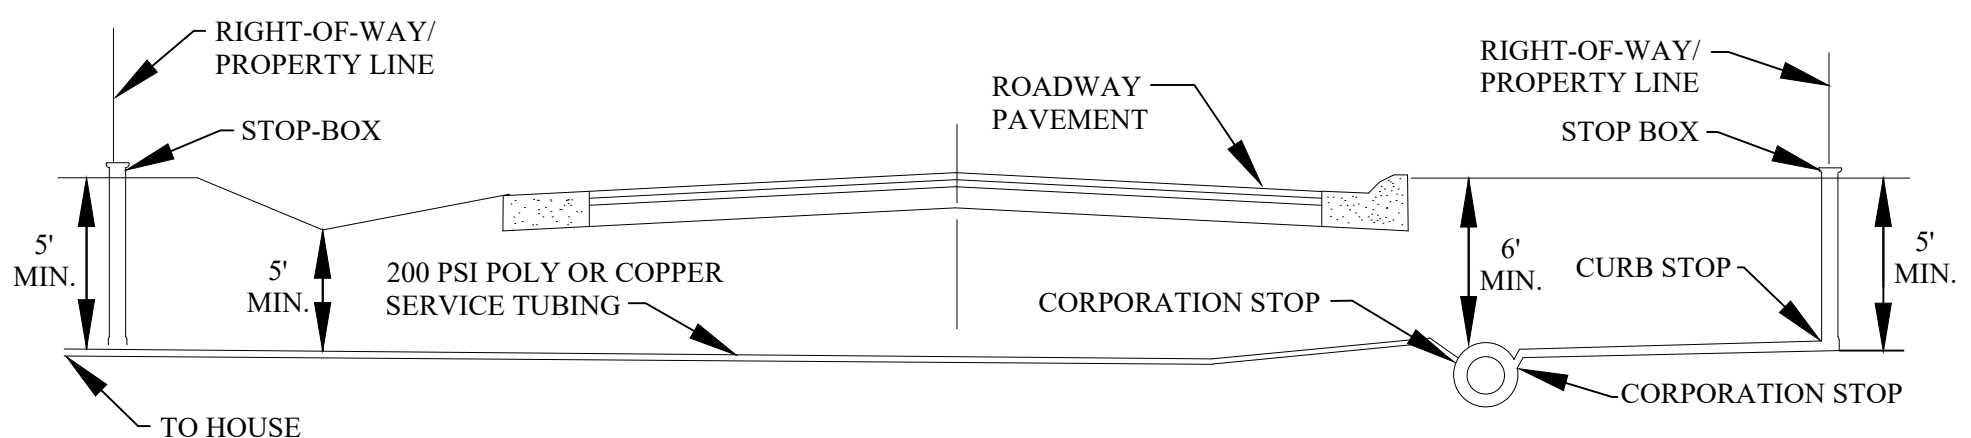 RIGHT-OF-WAY/
PROPERTY LINE
STOP-BOX
ROADWAY
PAVEMENT
RIGHT-OF-WAY/
PROPERTY LINE
STOP BOX
5'
MIN.
5'
MIN.
200 PSI POLY OR COPPER
SERVICE TUBING
CORPORATION STOP
6'
MIN.
CURB STOP
5'
MIN.
CORPORATION STOP
TO HOUSE